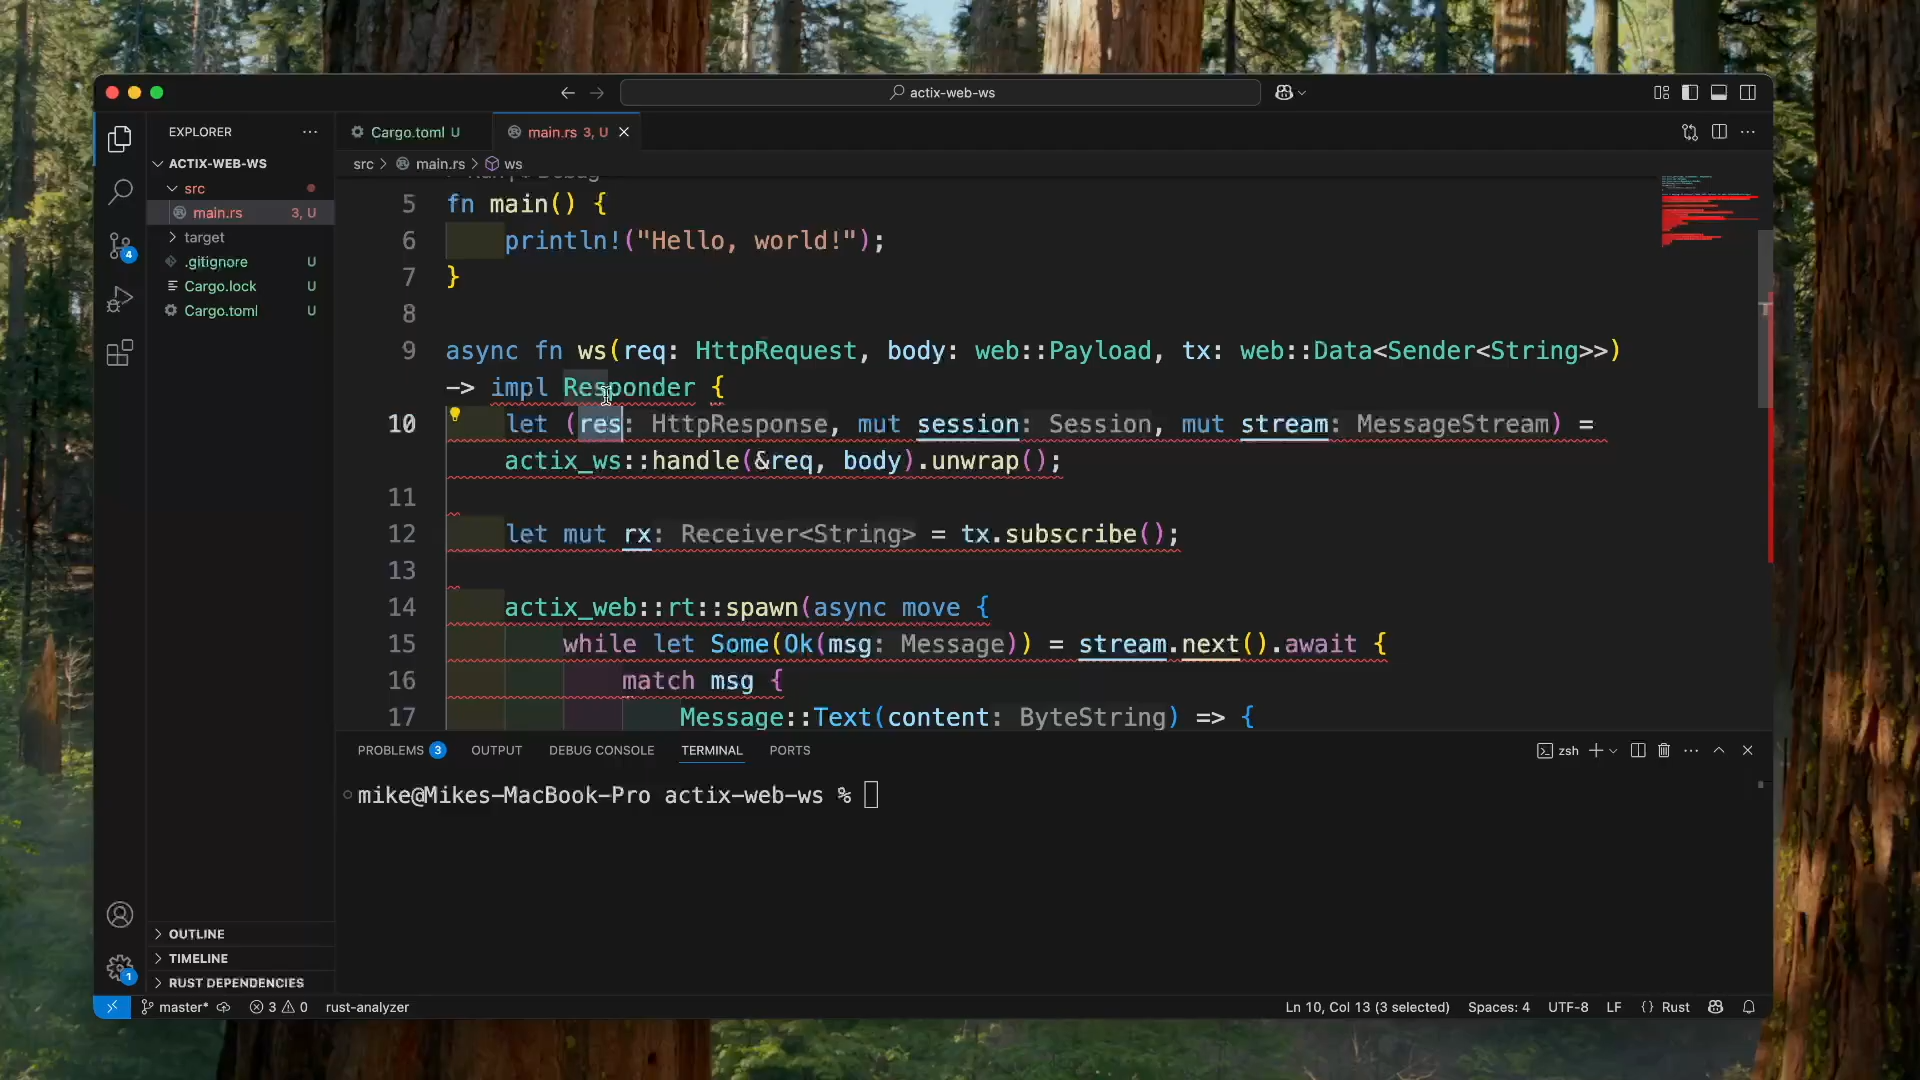 actix-web-ws
EXPLORER
Cargo.toml U
main.rs 3, U
ACTIX-WEB-WS
src > main.rs > ws
src
main.rs 3, U
target
.gitignore U
Cargo.lock U
Cargo.toml U
4
5 fn main() {
6 println!("Hello, world!");
7 }
8
9 async fn ws(req: HttpRequest, body: web::Payload, tx: web::Data<Sender<String>>)
-> impl Responder {
10 let (res: HttpResponse, mut session: Session, mut stream: MessageStream) =
actix_ws::handle(&req, body).unwrap();
11
12 let mut rx: Receiver<String> = tx.subscribe();
13
14 actix_web::rt::spawn(async move {
15 while let Some(Ok(msg: Message)) = stream.next().await {
16 match msg {
17 Message::Text(content: ByteString) => {
PROBLEMS 3 OUTPUT DEBUG CONSOLE TERMINAL PORTS
zsh
mike@Mikes-MacBook-Pro actix-web-ws %
OUTLINE
TIMELINE
RUST DEPENDENCIES
1
master* 3 0 rust-analyzer
Ln 10, Col 13 (3 selected) Spaces: 4 UTF-8 LF {} Rust